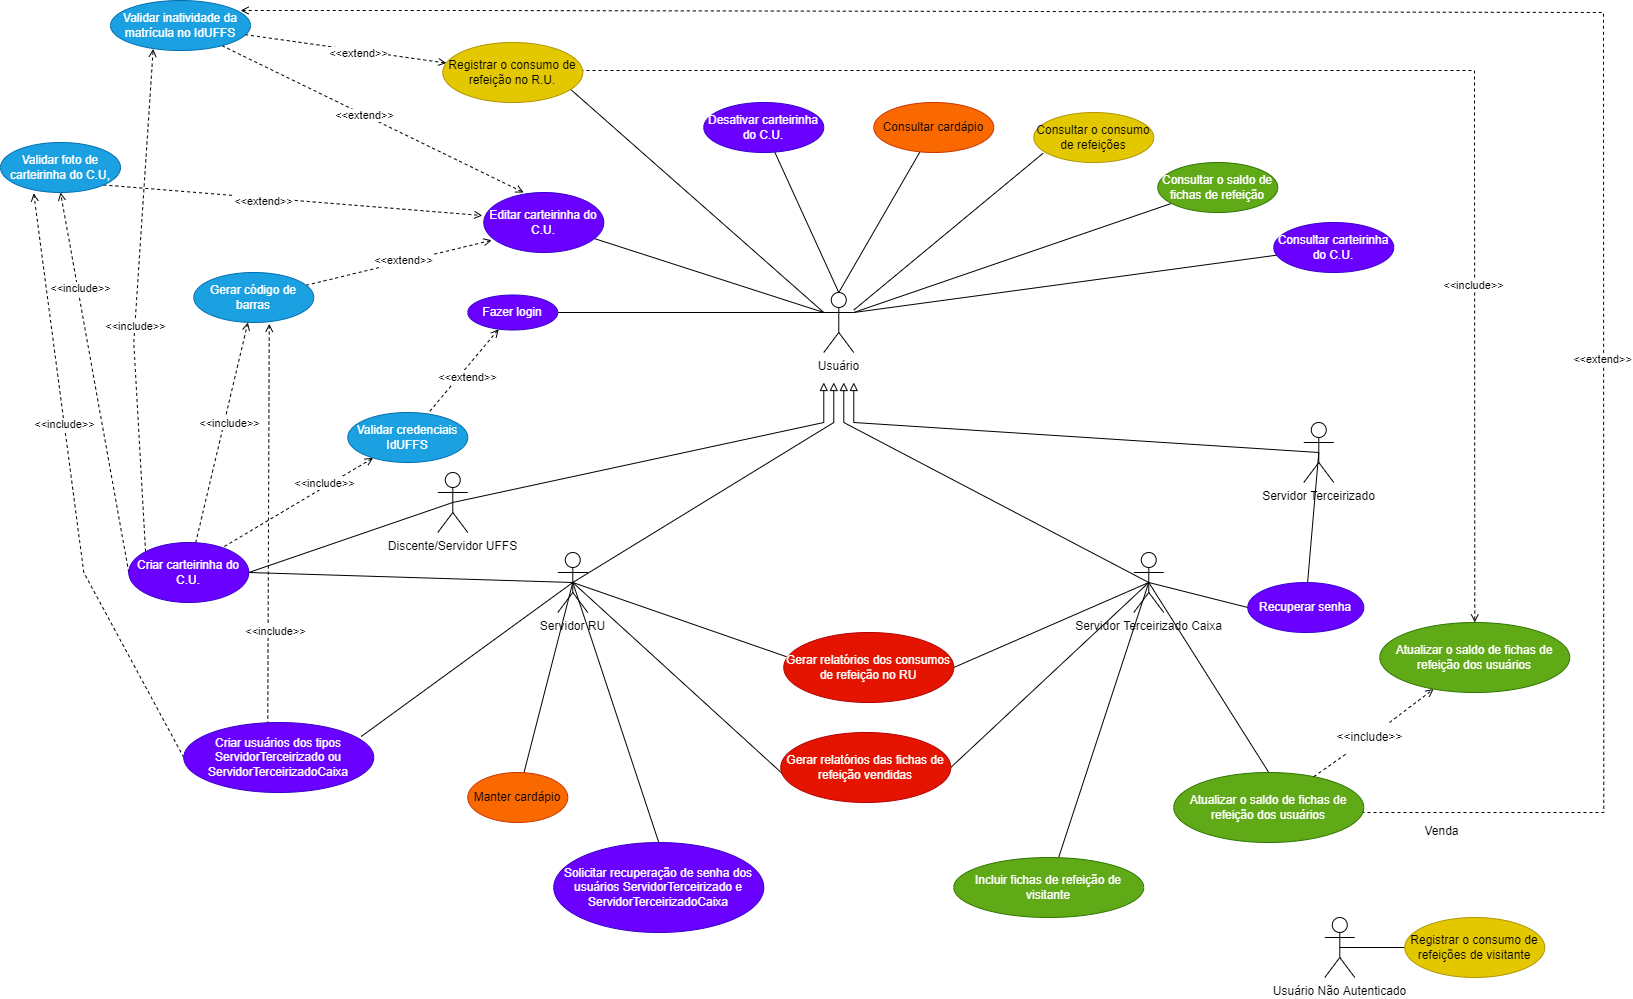 Validar inatividade da
matrícula no IdUFFS
<<extend>>
Registrar o consumo de
refeição no R.U.
<<extend>>
Desativar carteirinha
do C.U.
Consultar cardápio
Consultar o consumo
de refeições
Validar foto de
carteirinha do C.U,
<<extend>>
Editar carteirinha do
C.U.
Consultar o saldo de
fichas de refeição
Consultar carteirinha
do C.U.
<<extend>>
Gerar código de
barras
<<include>>
<<include>>
<<include>>
Fazer login
<<extend>>
Usuário
<<extend>>
<<include>>
<<include>>
Validar credenciais
IdUFFS
<<include>>
Discente/Servidor UFFS
Servidor Terceirizado
Criar carteirinha do
C.U.
Servidor RU
Servidor Terceirizado Caixa
Recuperar senha
<<include>>
Gerar relatórios dos consumos
de refeição no RU
Atualizar o saldo de fichas de
refeição dos usuários
<<include>>
Criar usuários dos tipos
ServidorTerceirizado ou
ServidorTerceirizadoCaixa
Gerar relatórios das fichas de
refeição vendidas
Manter cardápio
Atualizar o saldo de fichas de
refeição dos usuários
Venda
Solicitar recuperação de senha dos
usuários ServidorTerceirizado e
ServidorTerceirizadoCaixa
Incluir fichas de refeição de
visitante
Registrar o consumo de
refeições de visitante
Usuário Não Autenticado